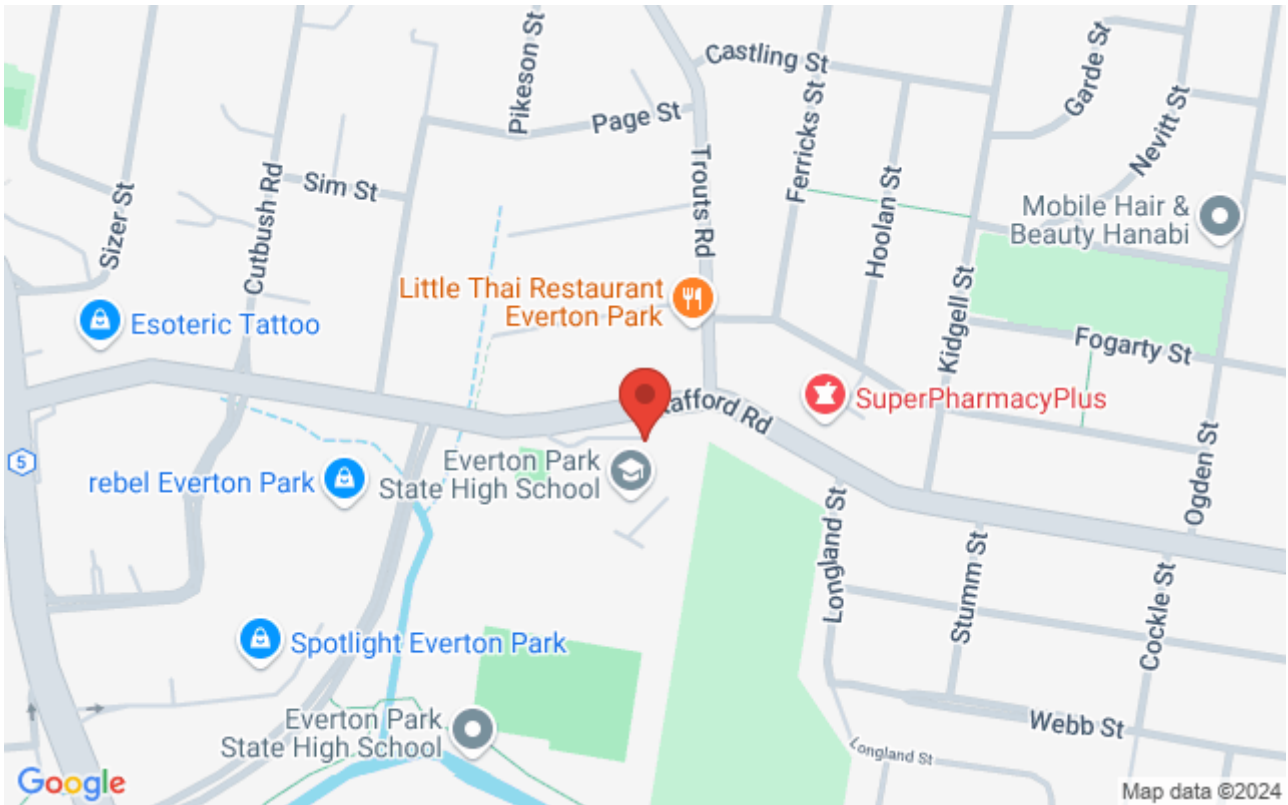 Pikeson St
Castling St
Garde St
Page St
Nevitt St
Ferricks St
Trouts Rd
Hoolan St
Sim St
Cutbush Rd
Sizer St
Mobile Hair &
Beauty Hanabi
Little Thai Restaurant
Everton Park
Esoteric Tattoo
Kidgell St
Fogarty St
SuperPharmacyPlus
tafford Rd
5
rebel Everton Park
Everton Park
State High School
Ogden St
Longland St
Stumm St
Cockle St
Spotlight Everton Park
Everton Park
State High School
Webb St
Longland St
Google
Map data ©2024